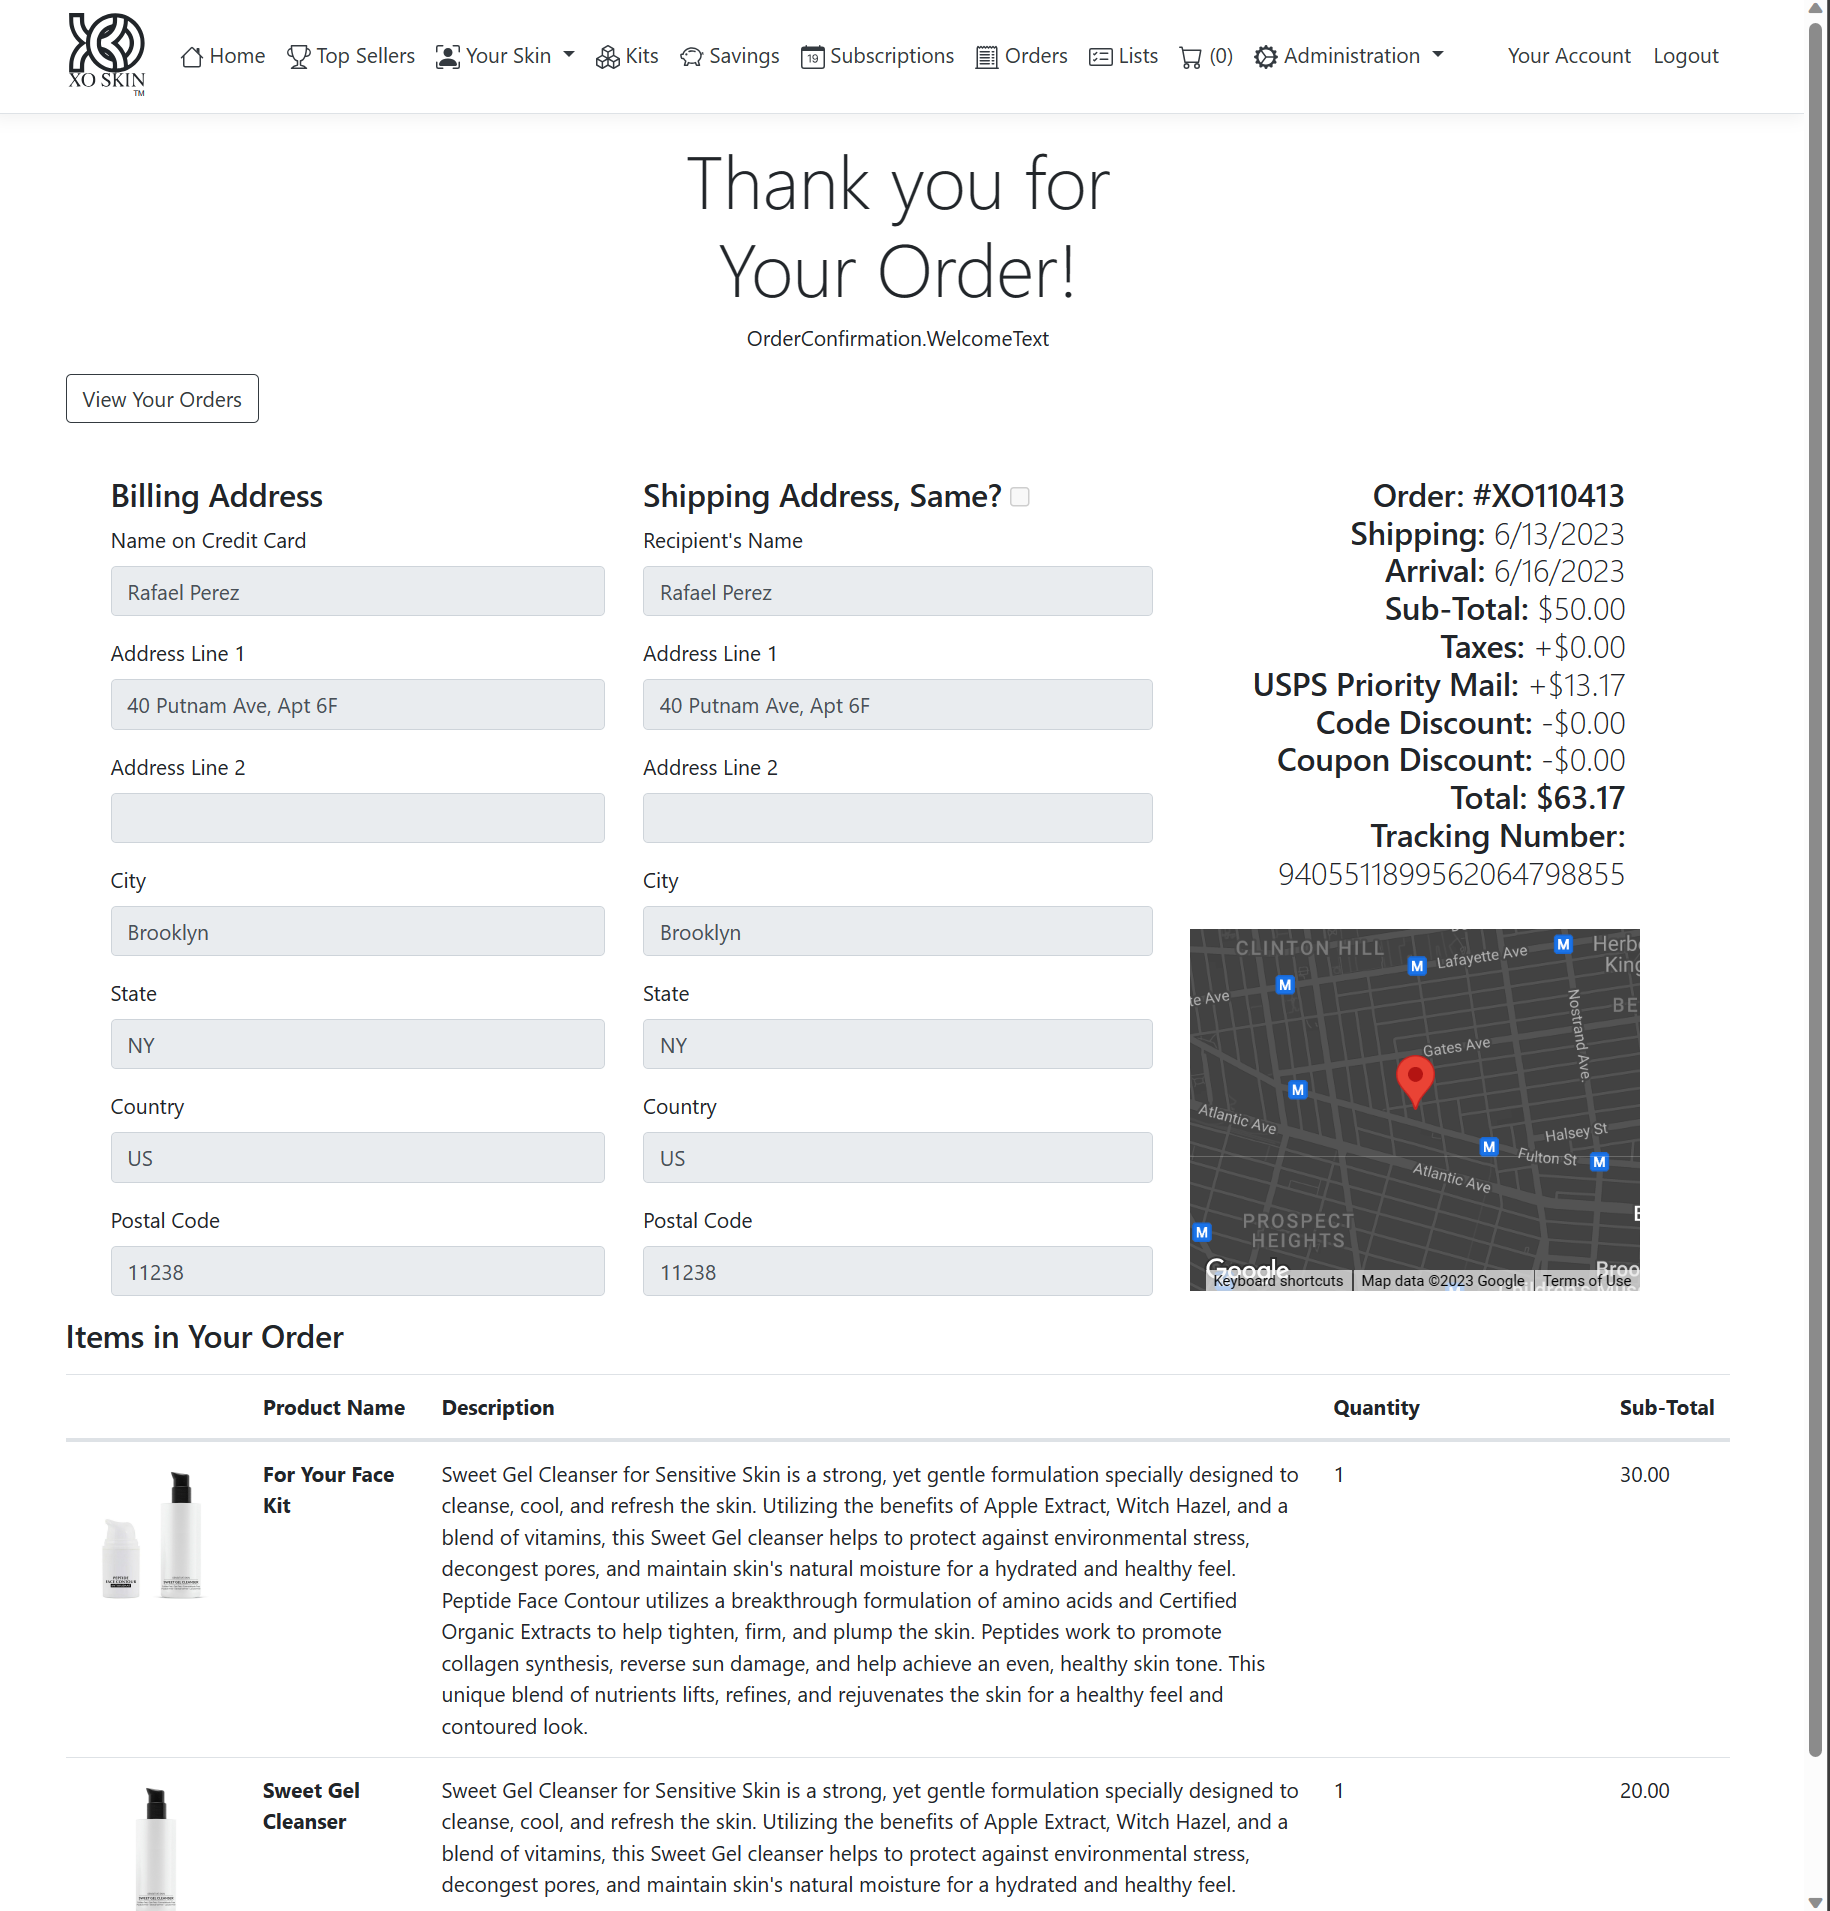 XO SKIN
TM
Home
Top Sellers
Your Skin
Kits
Savings
19
Subscriptions
Orders
Lists
(0)
Administration
Your Account
Logout
Thank you for
Your Order!
OrderConfirmation.WelcomeText
View Your Orders
Billing Address
Name on Credit Card
Rafael Perez
Address Line 1
40 Putnam Ave, Apt 6F
Address Line 2
City
Brooklyn
State
NY
Country
US
Postal Code
11238
Shipping Address, Same?
Recipient's Name
Rafael Perez
Address Line 1
40 Putnam Ave, Apt 6F
Address Line 2
City
Brooklyn
State
NY
Country
US
Postal Code
11238
Order: #XO110413
Shipping: 6/13/2023
Arrival: 6/16/2023
Sub-Total: $50.00
Taxes: +$0.00
USPS Priority Mail: +$13.17
Code Discount: -$0.00
Coupon Discount: -$0.00
Total: $63.17
Tracking Number:
9405511899562064798855
CLINTON HILL
Lafayette Ave
M
M
M
Herb
King
te Ave
Nostrand Ave.
BE
Gates Ave
M
Atlantic Ave
Halsey St
M
Fulton St
M
Atlantic Ave
PROSPECT
HEIGHTS
M
Google
Broo
Keyboard shortcuts
Map data ©2023 Google
Terms of Use
Items in Your Order
Product Name
Description
Quantity
Sub-Total
For Your Face
Kit
Sweet Gel Cleanser for Sensitive Skin is a strong, yet gentle formulation specially designed to
cleanse, cool, and refresh the skin. Utilizing the benefits of Apple Extract, Witch Hazel, and a
blend of vitamins, this Sweet Gel cleanser helps to protect against environmental stress,
decongest pores, and maintain skin's natural moisture for a hydrated and healthy feel.
Peptide Face Contour utilizes a breakthrough formulation of amino acids and Certified
Organic Extracts to help tighten, firm, and plump the skin. Peptides work to promote
collagen synthesis, reverse sun damage, and help achieve an even, healthy skin tone. This
unique blend of nutrients lifts, refines, and rejuvenates the skin for a healthy feel and
contoured look.
1
30.00
PEPTIDE
FACE CONTOUR
SWEET GEL CLEANSER
Sweet Gel
Cleanser
Sweet Gel Cleanser for Sensitive Skin is a strong, yet gentle formulation specially designed to
cleanse, cool, and refresh the skin. Utilizing the benefits of Apple Extract, Witch Hazel, and a
blend of vitamins, this Sweet Gel cleanser helps to protect against environmental stress,
decongest pores, and maintain skin's natural moisture for a hydrated and healthy feel.
1
20.00
SWEET GEL CLEANSER